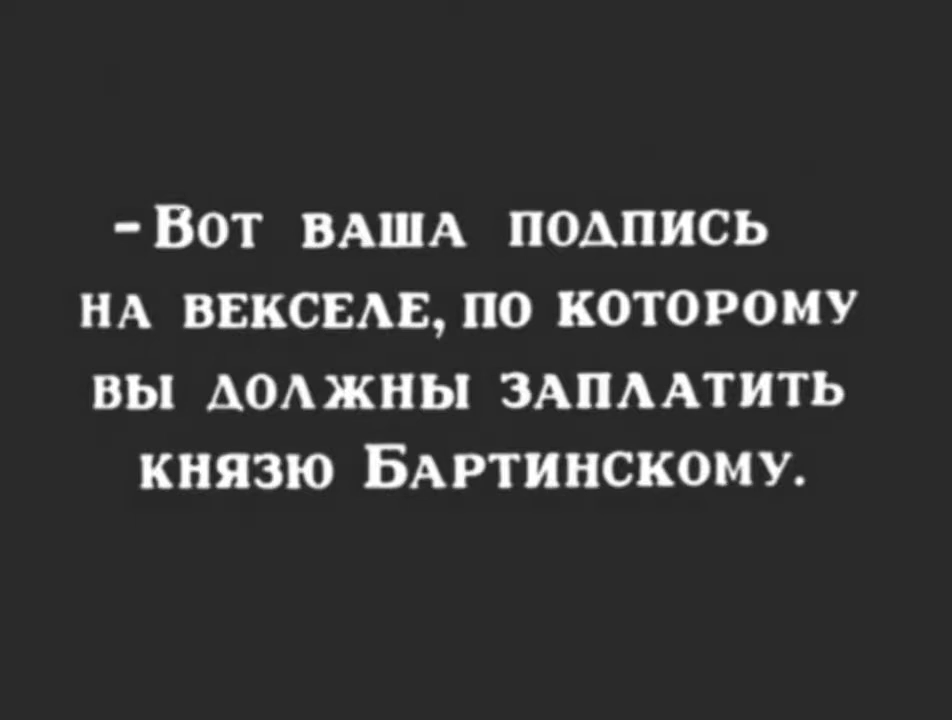 -Вот ваша подпись
на векселе, по которому
вы должны заплатить
князю Бартинскому.